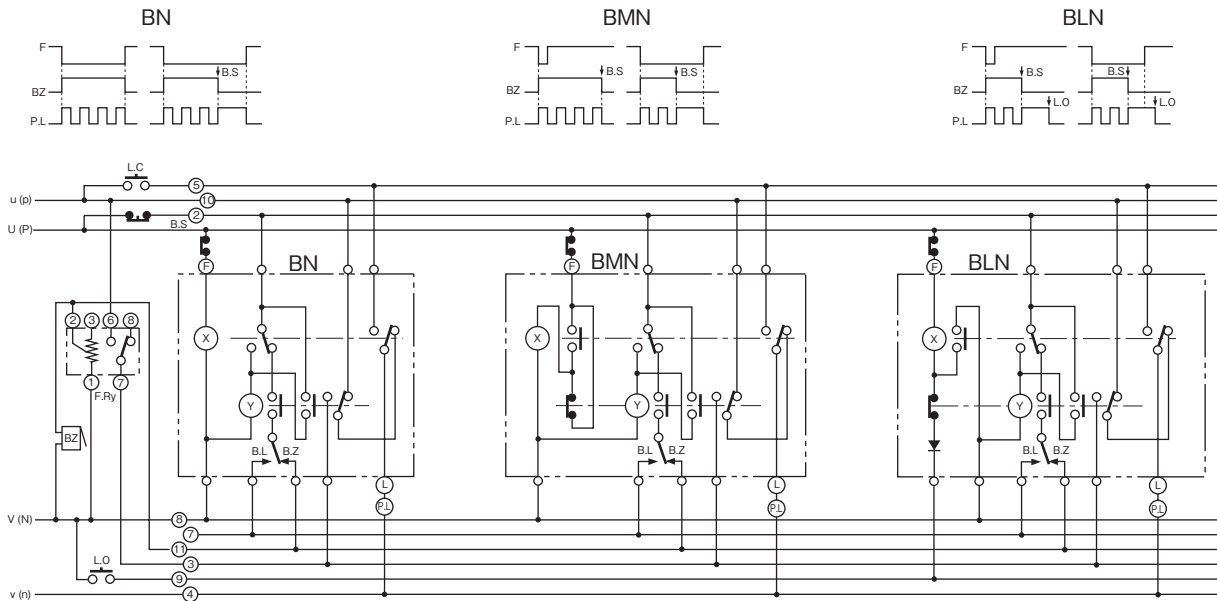 BN
BMN
BLN
F
B.S
BZ
P.L
F
B.S
B.S
BZ
P.L
F
B.S
B.S
BZ
L.O
L.O
P.L
L.C
5
u (p)
10
2
B.S
U (P)
F
BN
F
BMN
F
BLN
2
3
6
8
X
X
X
1
7
F.Ry
Y
Y
Y
BZ
B.L
B.Z
B.L
B.Z
B.L
B.Z
L
L
L
P.L
P.L
P.L
V (N)
8
7
11
L.O
3
9
v (n)
4